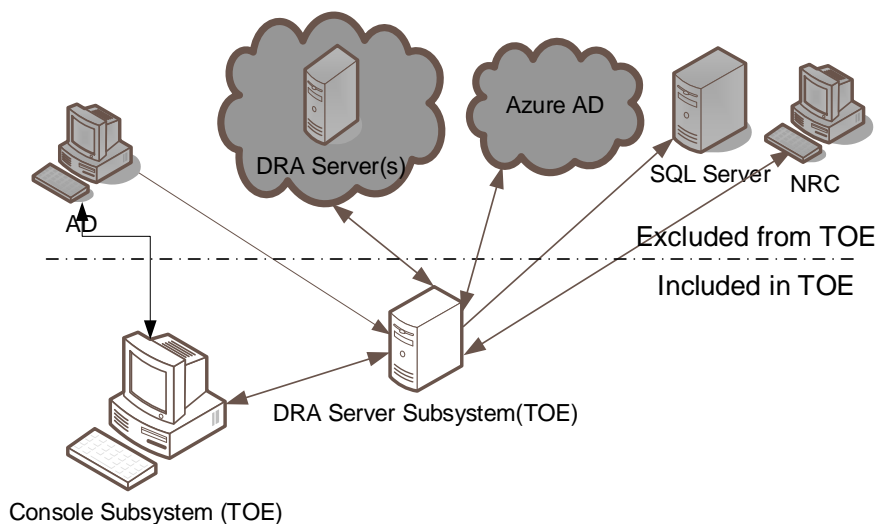 DRA Server(s)
Azure AD
SQL Server
NRC
AD
Excluded from TOE
Included in TOE
DRA Server Subsystem(TOE)
Console Subsystem (TOE)